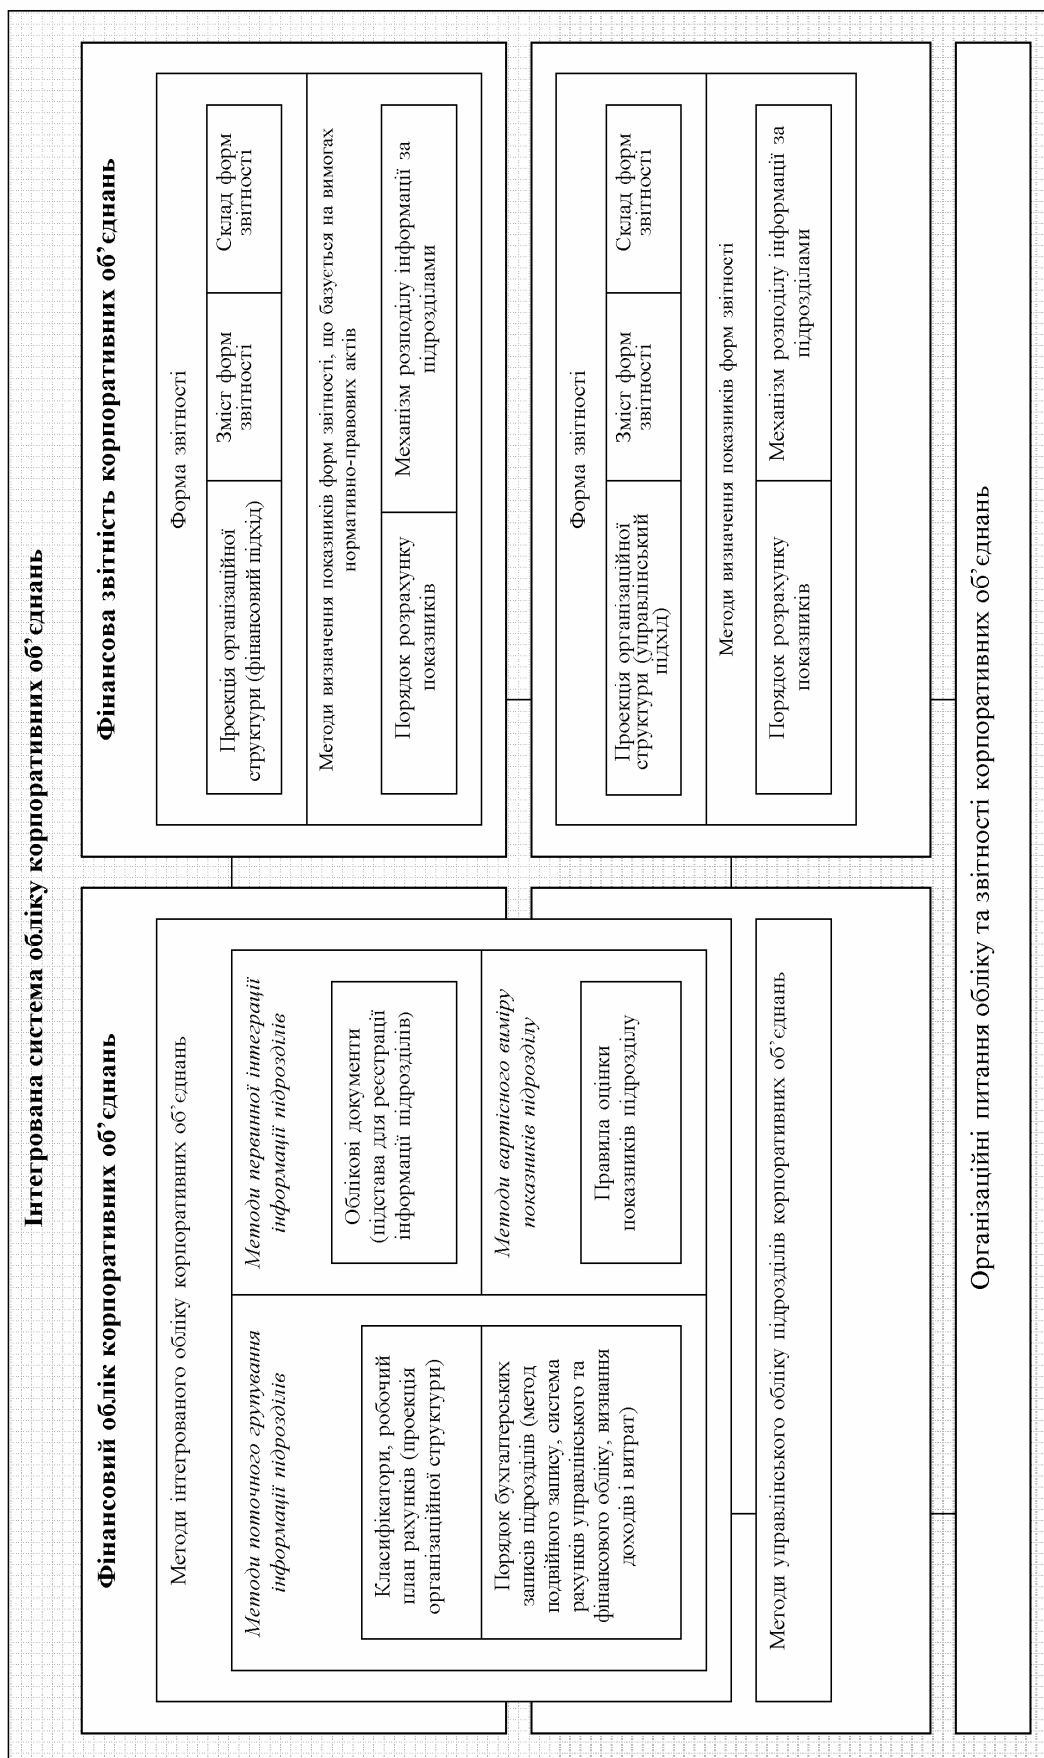 Інтегрована система обліку корпоративних об’єднань
Фінансовий облік корпоративних об’єднань
Методи інтегрованого обліку корпоративних об’єднань
Методи поточного групування
інформації підрозділів
Класифікатори, робочий
план рахунків (проекція
організаційної структури)
Порядок бухгалтерських
записів підрозділів (метод
подвійного запису, система
рахунків управлінського та
фінансового обліку, визнання
доходів і витрат)
Методи первинної інтеграції
інформації підрозділів
Облікові документи
(підстава для реєстрації
інформації підрозділів)
Методи вартісного виміру
показників підрозділу
Правила оцінки
показників підрозділу
Методи управлінського обліку підрозділів корпоративних об’єднань
Фінансова звітність корпоративних об’єднань
Форма звітності
Проекція організаційної
структури (фінансовий підхід)
Зміст форм
звітності
Склад форм
звітності
Методи визначення показників форм звітності, що базується на вимогах
нормативно-правових актів
Порядок розрахунку
показників
Механізм розподілу інформації за
підрозділами
Форма звітності
Проекція організаційної
структури (управлінський
підхід)
Зміст форм
звітності
Склад форм
звітності
Методи визначення показників форм звітності
Порядок розрахунку
показників
Механізм розподілу інформації за
підрозділами
Організаційні питання обліку та звітності корпоративних об’єднань